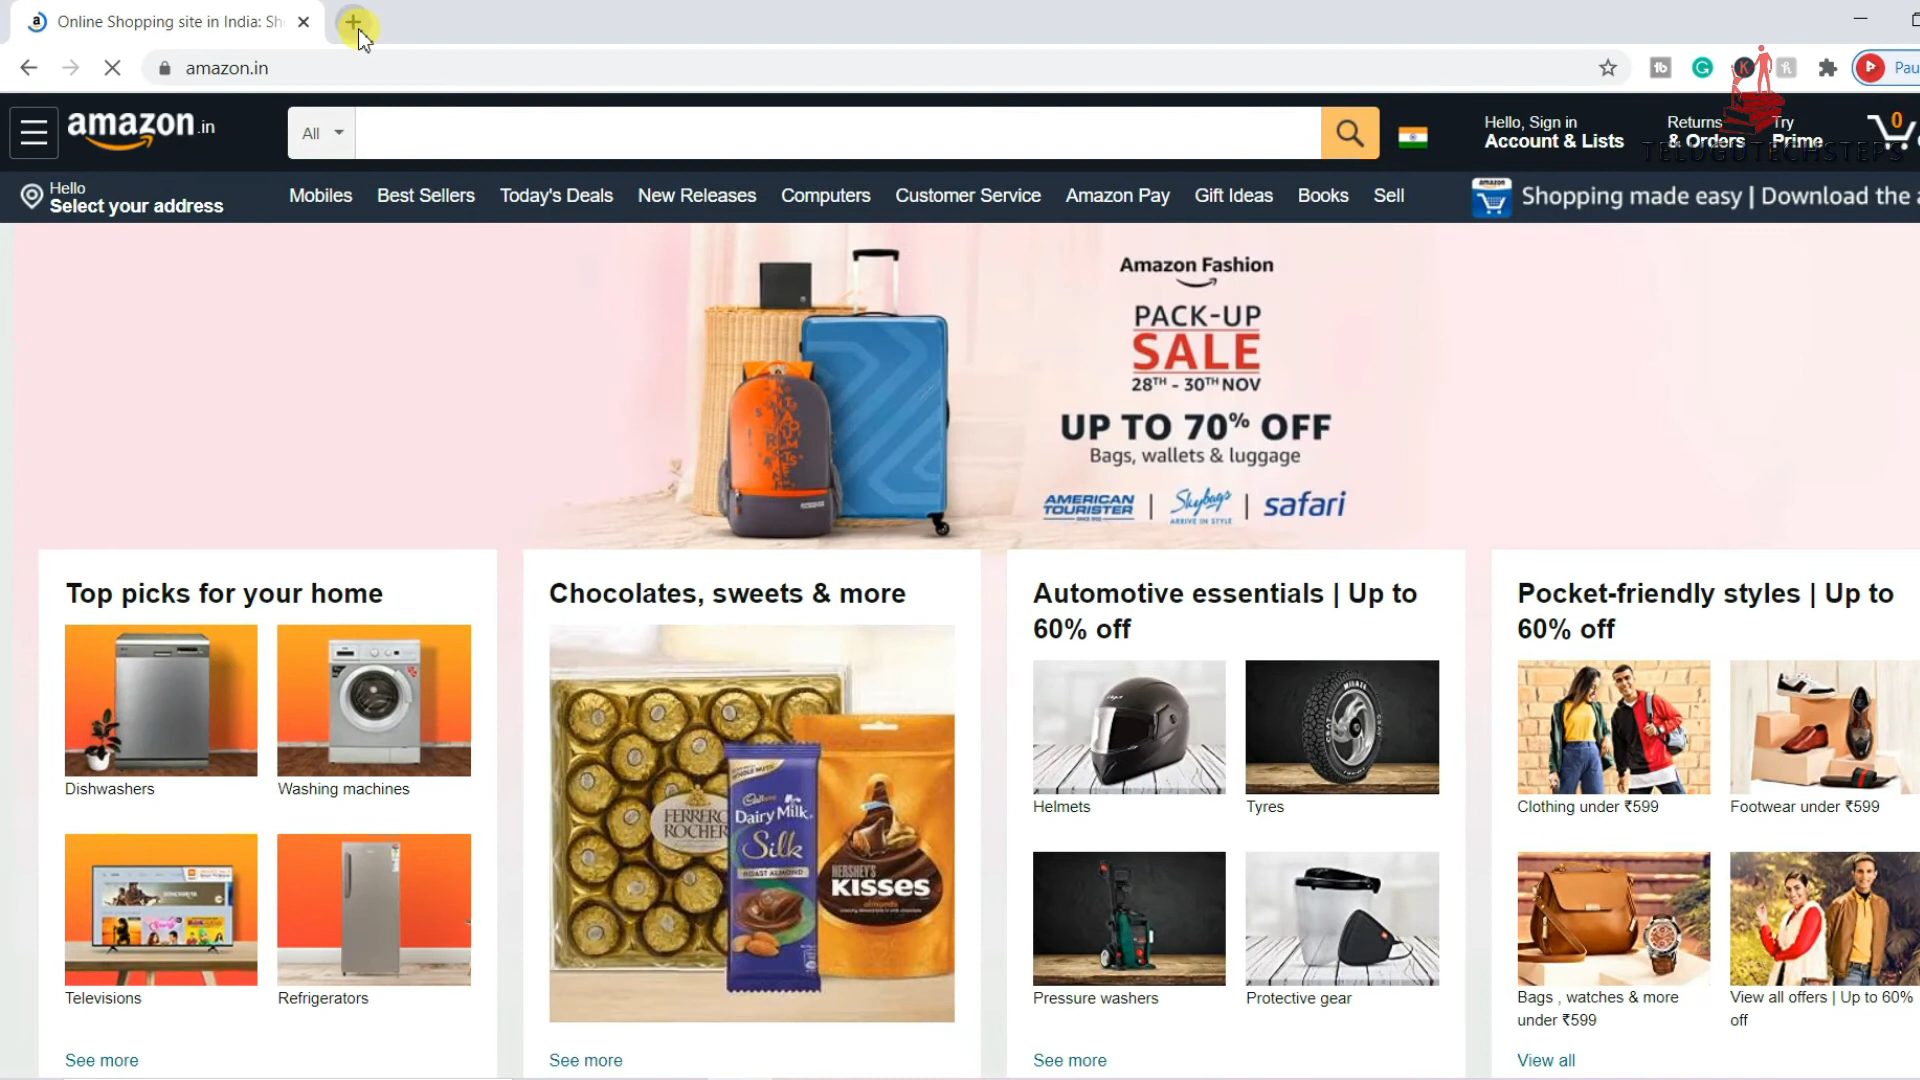 Online Shopping site in India: Sh
amazon.in
Pau
amazon.in
All
Hello, Sign in
Account & Lists
Returns
& Orders
Try
Prime
0
TELUGUTECHSTEPS
Hello
Select your address
Mobiles
Best Sellers
Today's Deals
New Releases
Computers
Customer Service
Amazon Pay
Gift Ideas
Books
Sell
amazon
Shopping made easy | Download the a
Amazon Fashion
PACK-UP
SALE
28TH - 30TH NOV
UP TO 70% OFF
Bags, wallets & luggage
AMERICAN
TOURISTER
Skybags
ARRIVE IN STYLE
safari
Top picks for your home
Dishwashers
Washing machines
Televisions
Refrigerators
See more
Chocolates, sweets & more
FERRERO
ROCHER
Cadbury
Dairy Milk
Silk
ROAST ALMOND
HERSHEY'S
KISSES
almonds
See more
Automotive essentials | Up to
60% off
Helmets
Tyres
Pressure washers
Protective gear
See more
Pocket-friendly styles | Up to
60% off
Clothing under ₹599
Footwear under ₹599
Bags , watches & more
under ₹599
View all offers | Up to 60%
off
View all